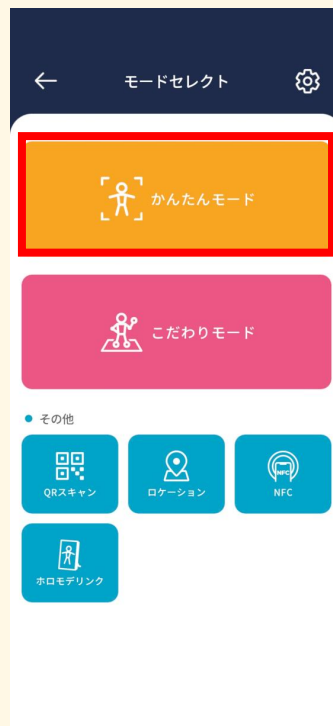 モードセレクト
かんたんモード
こだわりモード
その他
QRスキャン
ロケーション
NFC
NFC
ホロモデリンク